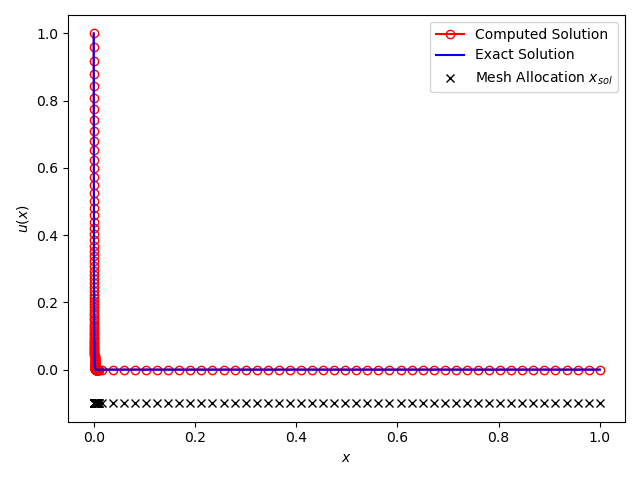 Computed Solution
Exact Solution
Mesh Allocation x_sol
1.0
0.8
0.6
0.4
0.2
0.0
u(x)
0.0 0.2 0.4 0.6 0.8 1.0
x